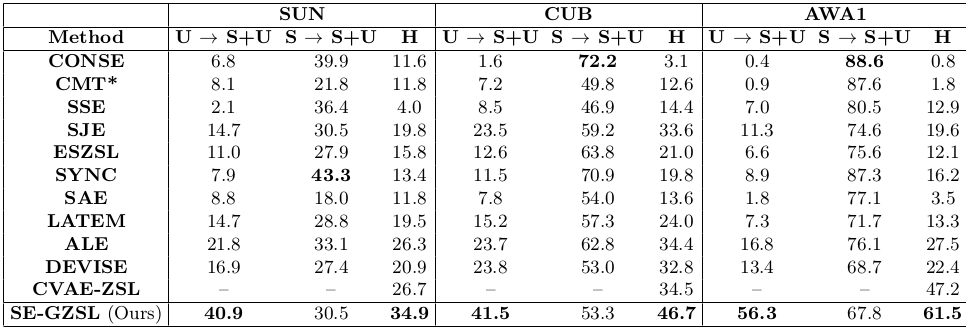 SUN CUB AWA1
Method U → S+U S → S+U H U → S+U S → S+U H U → S+U S → S+U H
CONSE 6.8 39.9 11.6 1.6 72.2 3.1 0.4 88.6 0.8
CMT* 8.1 21.8 11.8 7.2 49.8 12.6 0.9 87.6 1.8
SSE 2.1 36.4 4.0 8.5 46.9 14.4 7.0 80.5 12.9
SJE 14.7 30.5 19.8 23.5 59.2 33.6 11.3 74.6 19.6
ESZSL 11.0 27.9 15.8 12.6 63.8 21.0 6.6 75.6 12.1
SYNC 7.9 43.3 13.4 11.5 70.9 19.8 8.9 87.3 16.2
SAE 8.8 18.0 11.8 7.8 54.0 13.6 1.8 77.1 3.5
LATEM 14.7 28.8 19.5 15.2 57.3 24.0 7.3 71.7 13.3
ALE 21.8 33.1 26.3 23.7 62.8 34.4 16.8 76.1 27.5
DEVISE 16.9 27.4 20.9 23.8 53.0 32.8 13.4 68.7 22.4
CVAE-ZSL – – 26.7 – – 34.5 – – 47.2
SE-GZSL (Ours) 40.9 30.5 34.9 41.5 53.3 46.7 56.3 67.8 61.5